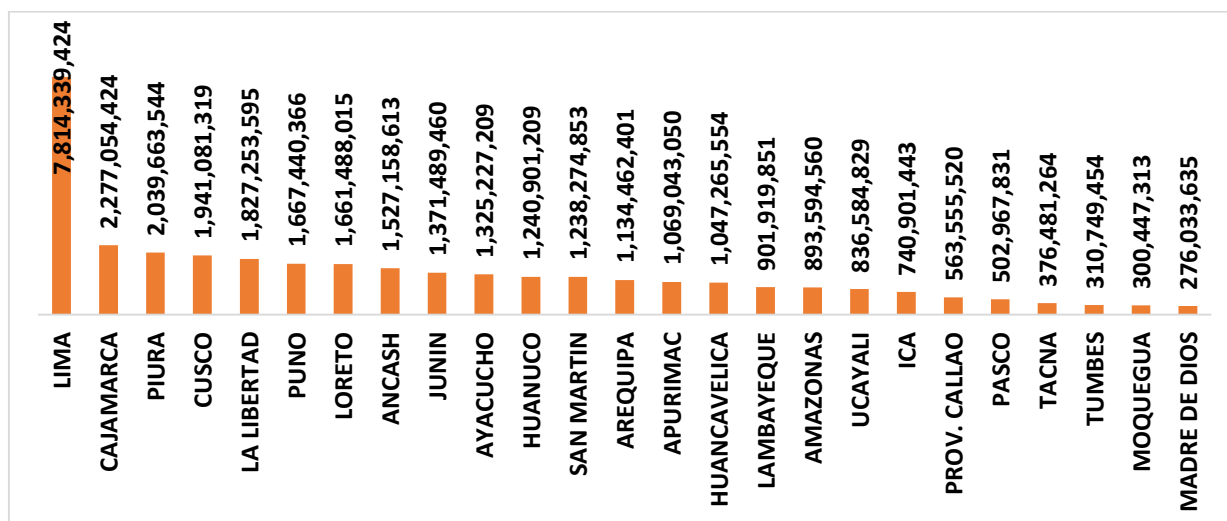 7,814,339,424
2,277,054,424
2,039,663,544
1,941,081,319
1,827,253,595
1,667,440,366
1,661,488,015
1,527,158,613
1,371,489,460
1,325,227,209
1,240,901,209
1,238,274,853
1,134,462,401
1,069,043,050
1,047,265,554
901,919,851
893,594,560
836,584,829
740,901,443
563,555,520
502,967,831
376,481,264
310,749,454
300,447,313
276,033,635
LIMA
CAJAMARCA
PIURA
CUSCO
LA LIBERTAD
PUNO
LORETO
ANCASH
JUNIN
AYACUCHO
HUANUCO
SAN MARTIN
AREQUIPA
APURIMAC
HUANCAVELICA
LAMBAYEQUE
AMAZONAS
UCAYALI
ICA
PROV. CALLAO
PASCO
TACNA
TUMBES
MOQUEGUA
MADRE DE DIOS